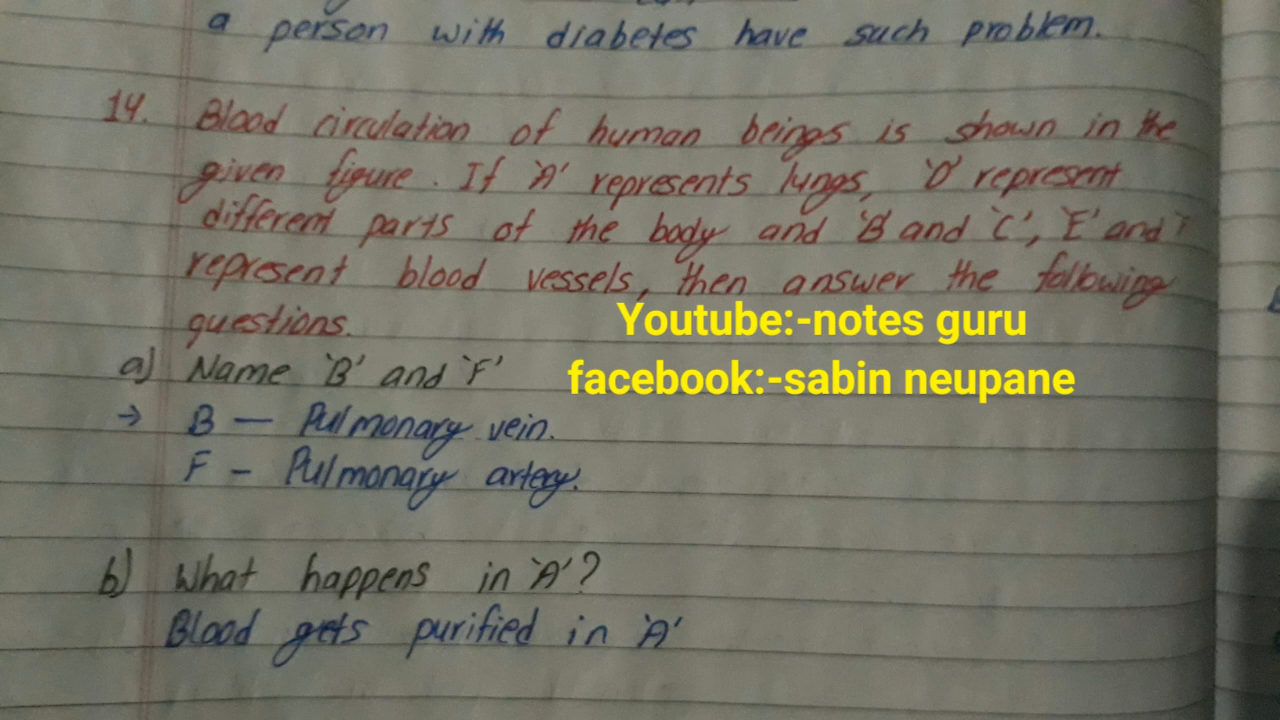 a person with diabetes have such problem.
14. Blood circulation of human beings is shown in the
given figure. If 'A' represents lungs, 'D' represent
different parts of the body and 'B' and 'C', 'E' and
represent blood vessels, then answer the following
questions.
Youtube:-notes guru
a) Name 'B' and 'F'
facebook:-sabin neupane
→ B — Pulmonary vein.
F - Pulmonary artery.
b) What happens in 'A'?
Blood gets purified in 'A'